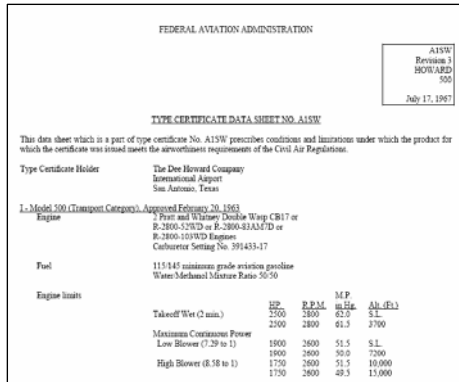 FEDERAL AVIATION ADMINISTRATION
A1SW
Revision 3
HOWARD
500
July 17, 1967
TYPE CERTIFICATE DATA SHEET NO. A1SW
This data sheet which is a part of type certificate No. A1SW prescribes conditions and limitations under which the product for
which the certificate was issued meets the airworthiness requirements of the Civil Air Regulations.
Type Certificate Holder The Dee Howard Company
International Airport
San Antonio, Texas
I - Model 500 (Transport Category), Approved February 20, 1963
Engine 2 Pratt and Whitney Double Wasp CB17 or
R-2800-52WD or R-2800-83AM7D or
R-2800-103WD Engines
Carburetor Setting No. 391433-17
Fuel 115/145 minimum grade aviation gasoline
Water/Methanol Mixture Ratio 50/50
Engine limits M.P.
HP R.P.M. in Hg. Alt. (Ft.)
Takeoff Wet (2 min.) 2500 2800 62.0 S.L.
2500 2800 61.5 3700
Maximum Continuous Power
Low Blower (7.29 to 1) 1900 2600 51.5 S.L.
1900 2600 50.0 7200
High Blower (8.58 to 1) 1750 2600 51.5 10,000
1750 2600 49.5 15,000